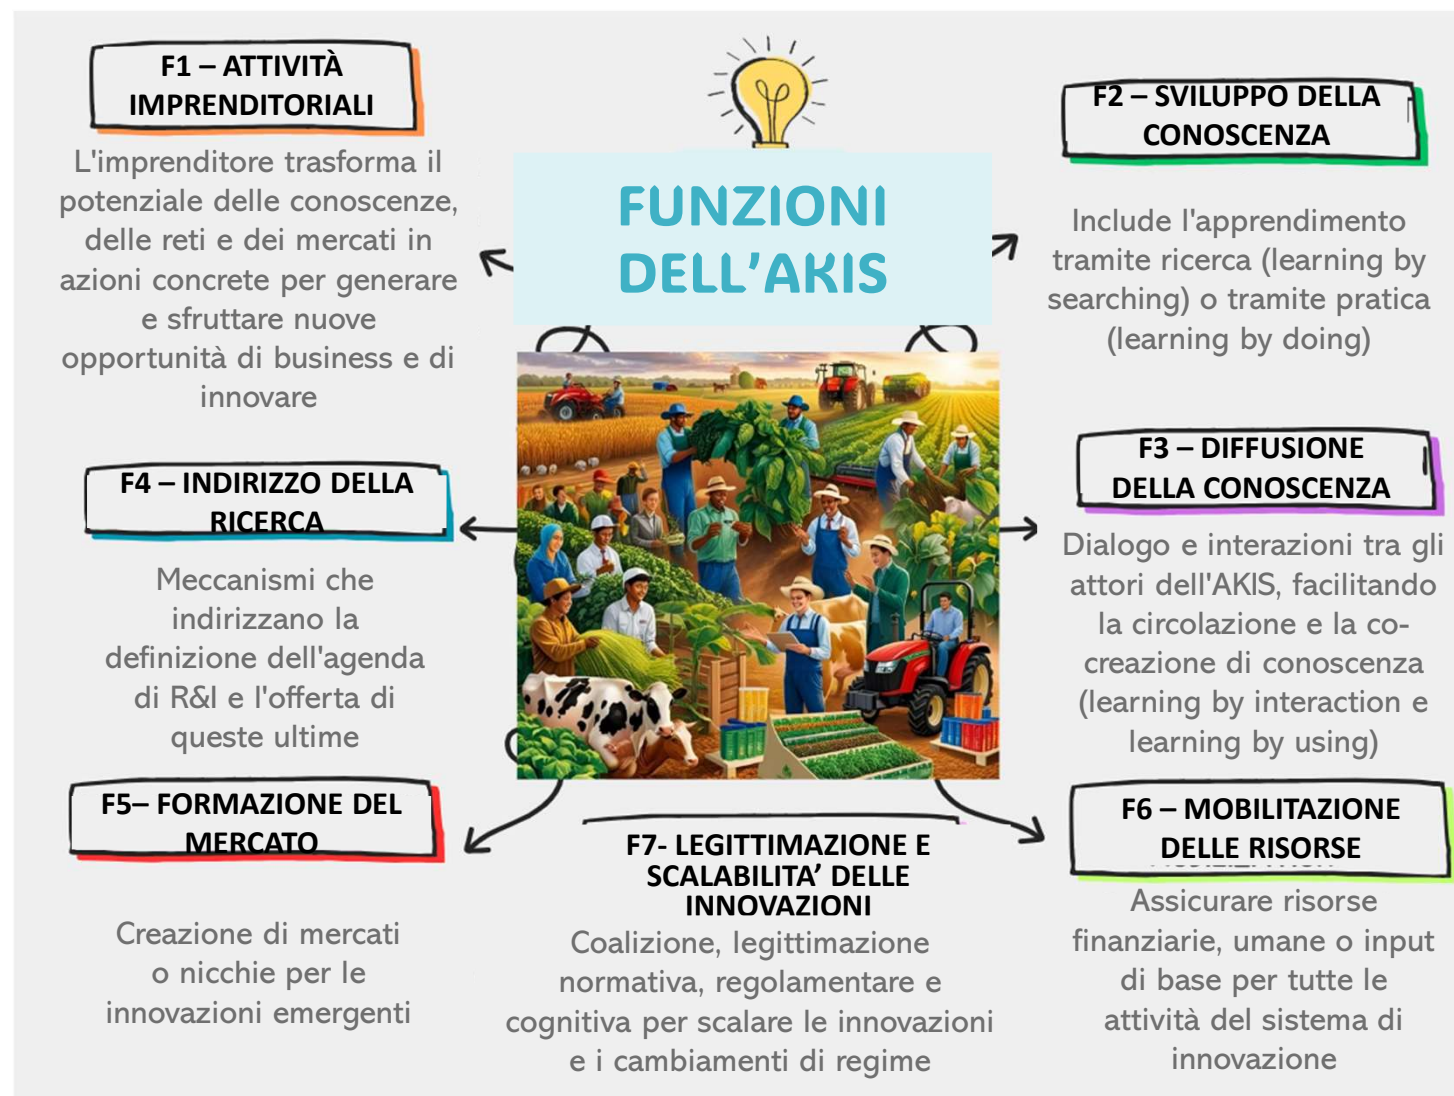 FUNZIONI
DELL'AKIS
F1 – ATTIVITÀ
IMPRENDITORIALI
L'imprenditore trasforma il
potenziale delle conoscenze,
delle reti e dei mercati in
azioni concrete per generare
e sfruttare nuove
opportunità di business e di
innovare
F2 – SVILUPPO DELLA
CONOSCENZA
Include l'apprendimento
tramite ricerca (learning by
searching) o tramite pratica
(learning by doing)
F3 – DIFFUSIONE
DELLA CONOSCENZA
Dialogo e interazioni tra gli
attori dell'AKIS, facilitando
la circolazione e la co-
creazione di conoscenza
(learning by interaction e
learning by using)
F4 – INDIRIZZO DELLA
RICERCA
Meccanismi che
indirizzano la
definizione dell'agenda
di R&I e l'offerta di
queste ultime
F5– FORMAZIONE DEL
MERCATO
Creazione di mercati
o nicchie per le
innovazioni emergenti
F6 – MOBILITAZIONE
DELLE RISORSE
Assicurare risorse
finanziarie, umane o input
di base per tutte le
attività del sistema di
innovazione
F7- LEGITTIMAZIONE E
SCALABILITA' DELLE
INNOVAZIONI
Coalizione, legittimazione
normativa, regolamentare e
cognitiva per scalare le innovazioni
e i cambiamenti di regime